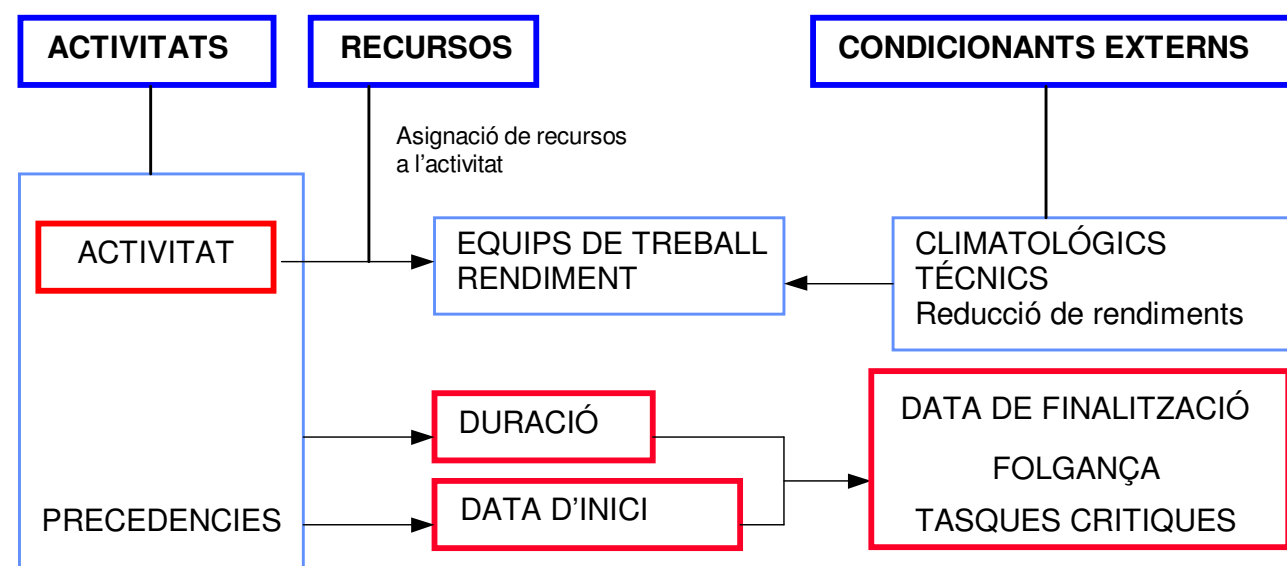 ACTIVITATS
RECURSOS
CONDICIONANTS EXTERNS
Asignació de recursos
a l’activitat
ACTIVITAT
EQUIPS DE TREBALL
RENDIMENT
CLIMATOLÓGICS
TÉCNICS
Reducció de rendiments
DURACIÓ
DATA D’INICI
PRECEDENCIES
DATA DE FINALITZACIÓ
FOLGANÇA
TASQUES CRITIQUES